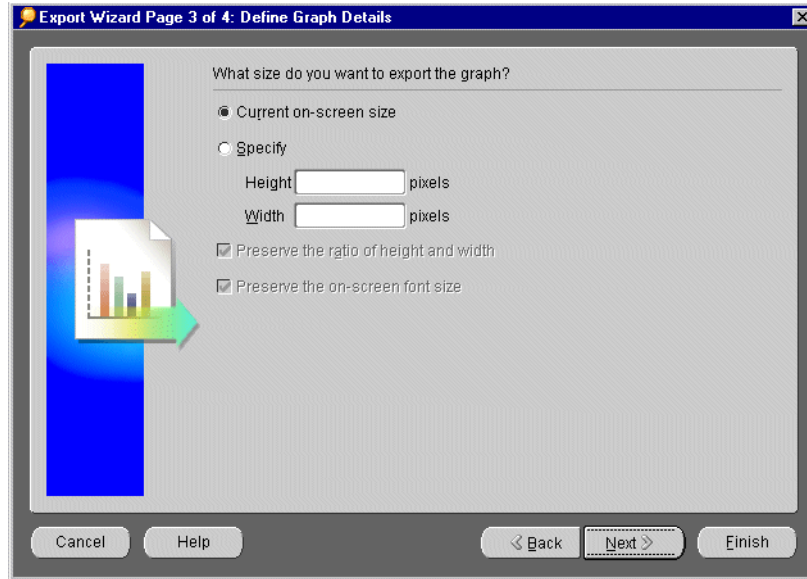 Export Wizard Page 3 of 4: Define Graph Details
What size do you want to export the graph?
Current on-screen size
Specify
Height pixels
Width pixels
Preserve the ratio of height and width
Preserve the on-screen font size
Cancel Help Back Next Finish